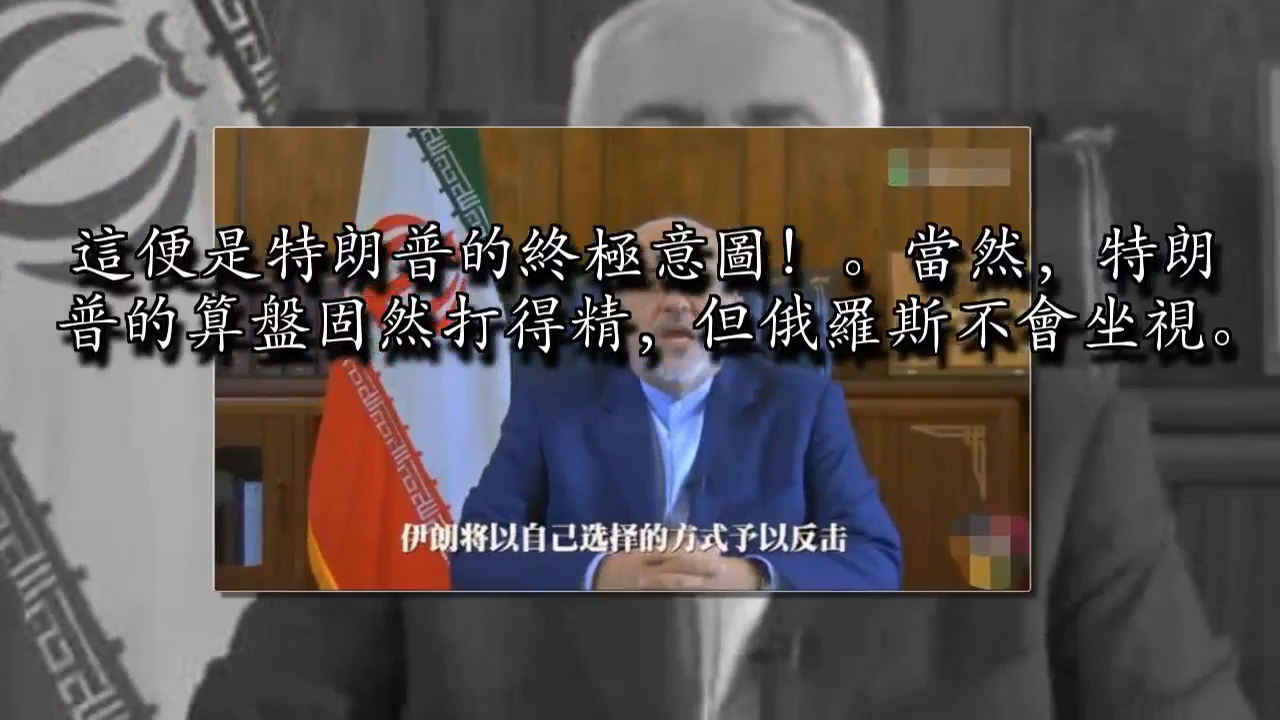 這便是特朗普的終極意圖！。當然，特朗
普的算盤固然打得精，但俄羅斯不會坐視。
伊朗将以自己选择的方式予以反击